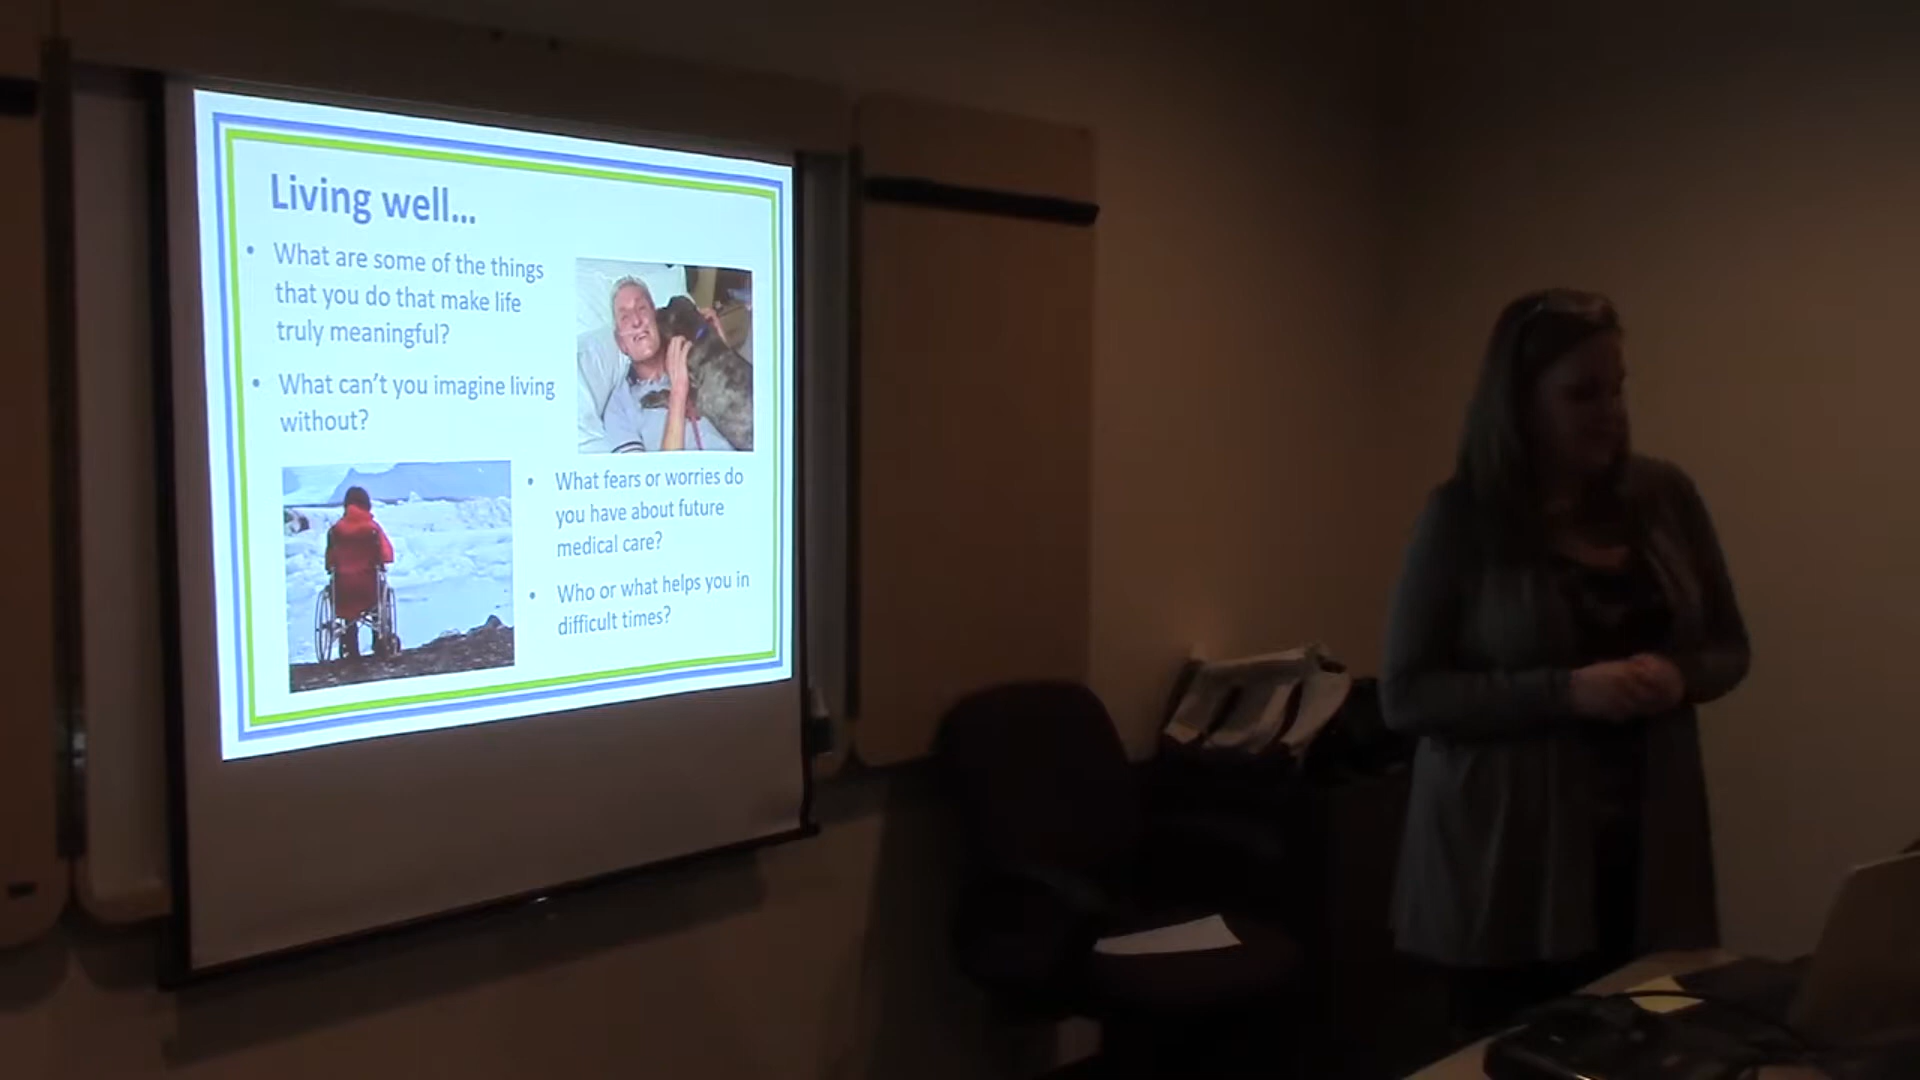 Living well...
• What are some of the things
that you do that make life
truly meaningful?
• What can't you imagine living
without?
• What fears or worries do
you have about future
medical care?
• Who or what helps you in
difficult times?